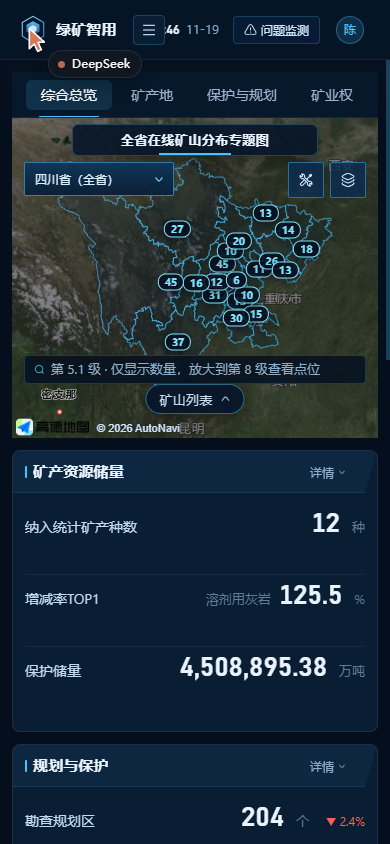 绿矿智用
:46 11-19
问题监测
陈
DeepSeek
综合总览 矿产地 保护与规划 矿业权
全省在线矿山分布专题图
四川省（全省）
13
14
27
20
18
45
26
13
45
16
12
6
31
10
30
15
37
重庆市
第 5.1 级 · 仅显示数量，放大到第 8 级查看点位
密支那
矿山列表
高德地图 © 2026 AutoNavi
昆明
矿产资源储量 详情
纳入统计矿产种数 12 种
增减率TOP1 溶剂用灰岩 125.5 %
保护储量 4,508,895.38 万吨
规划与保护 详情
勘查规划区 204 个 ▼ 2.4%